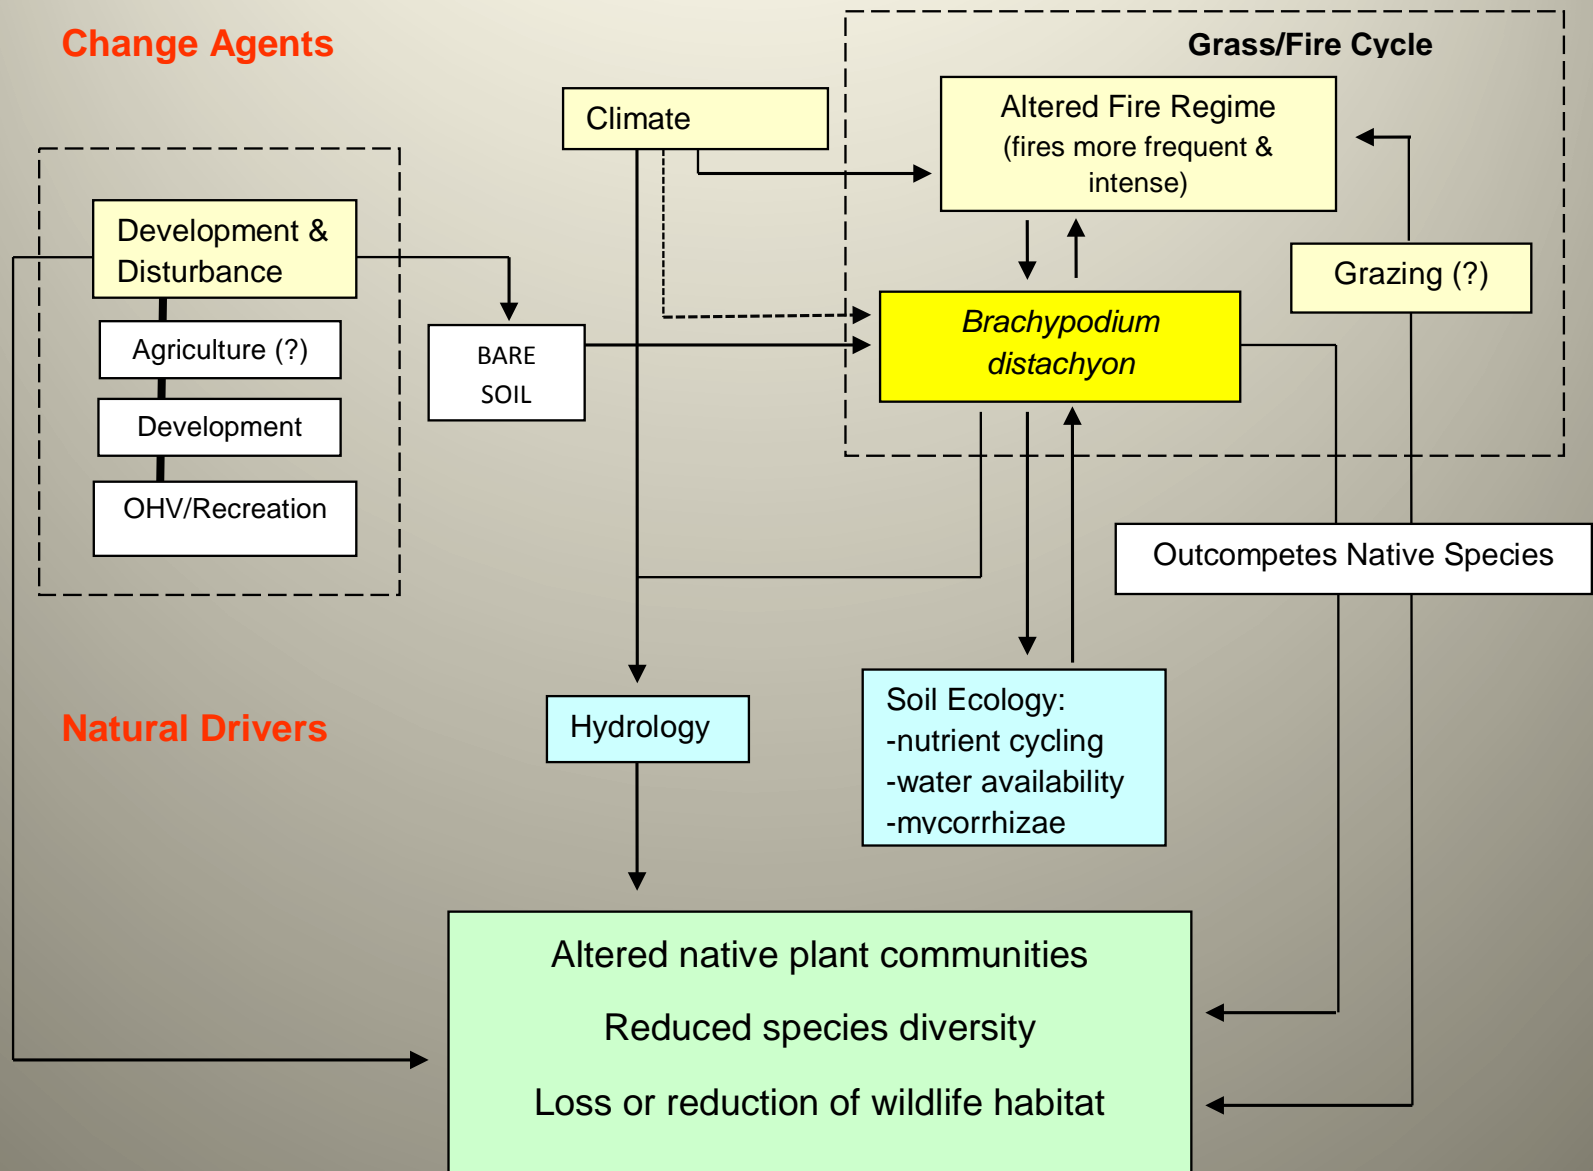 Change Agents
Grass/Fire Cycle
Climate
Altered Fire Regime
(fires more frequent &
intense)
Development &
Disturbance
Grazing (?)
Agriculture (?)
BARE
SOIL
Brachypodium
distachyon
Development
OHV/Recreation
Outcompetes Native Species
Natural Drivers
Hydrology
Soil Ecology:
-nutrient cycling
-water availability
-mycorrhizae
Altered native plant communities
Reduced species diversity
Loss or reduction of wildlife habitat